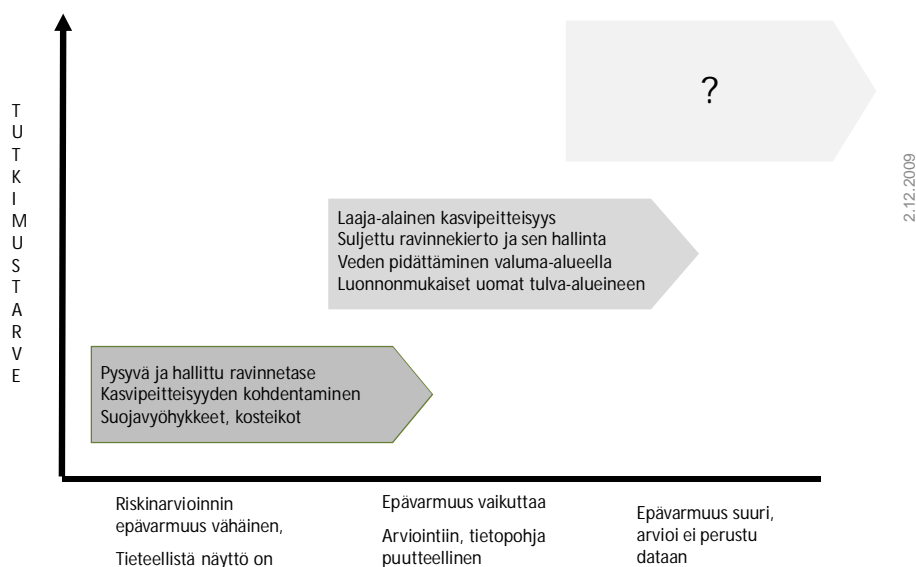 TUTKIMUSTARVE
?
2.12.2009
Laaja-alainen kasvipeitteisyys
Suljettu ravinnekierto ja sen hallinta
Veden pidättäminen valuma-alueella
Luonnonmukaiset uomat tulva-alueineen
Pysyvä ja hallittu ravinnetase
Kasvipeitteisyyden kohdentaminen
Suojavyöhykkeet, kosteikot
Riskinarvioinnin
epävarmuus vähäinen,
Tieteellistä näyttö on
Epävarmuus vaikuttaa
Arviointiin, tietopohja
puutteellinen
Epävarmuus suuri,
arvioi ei perustu
dataan